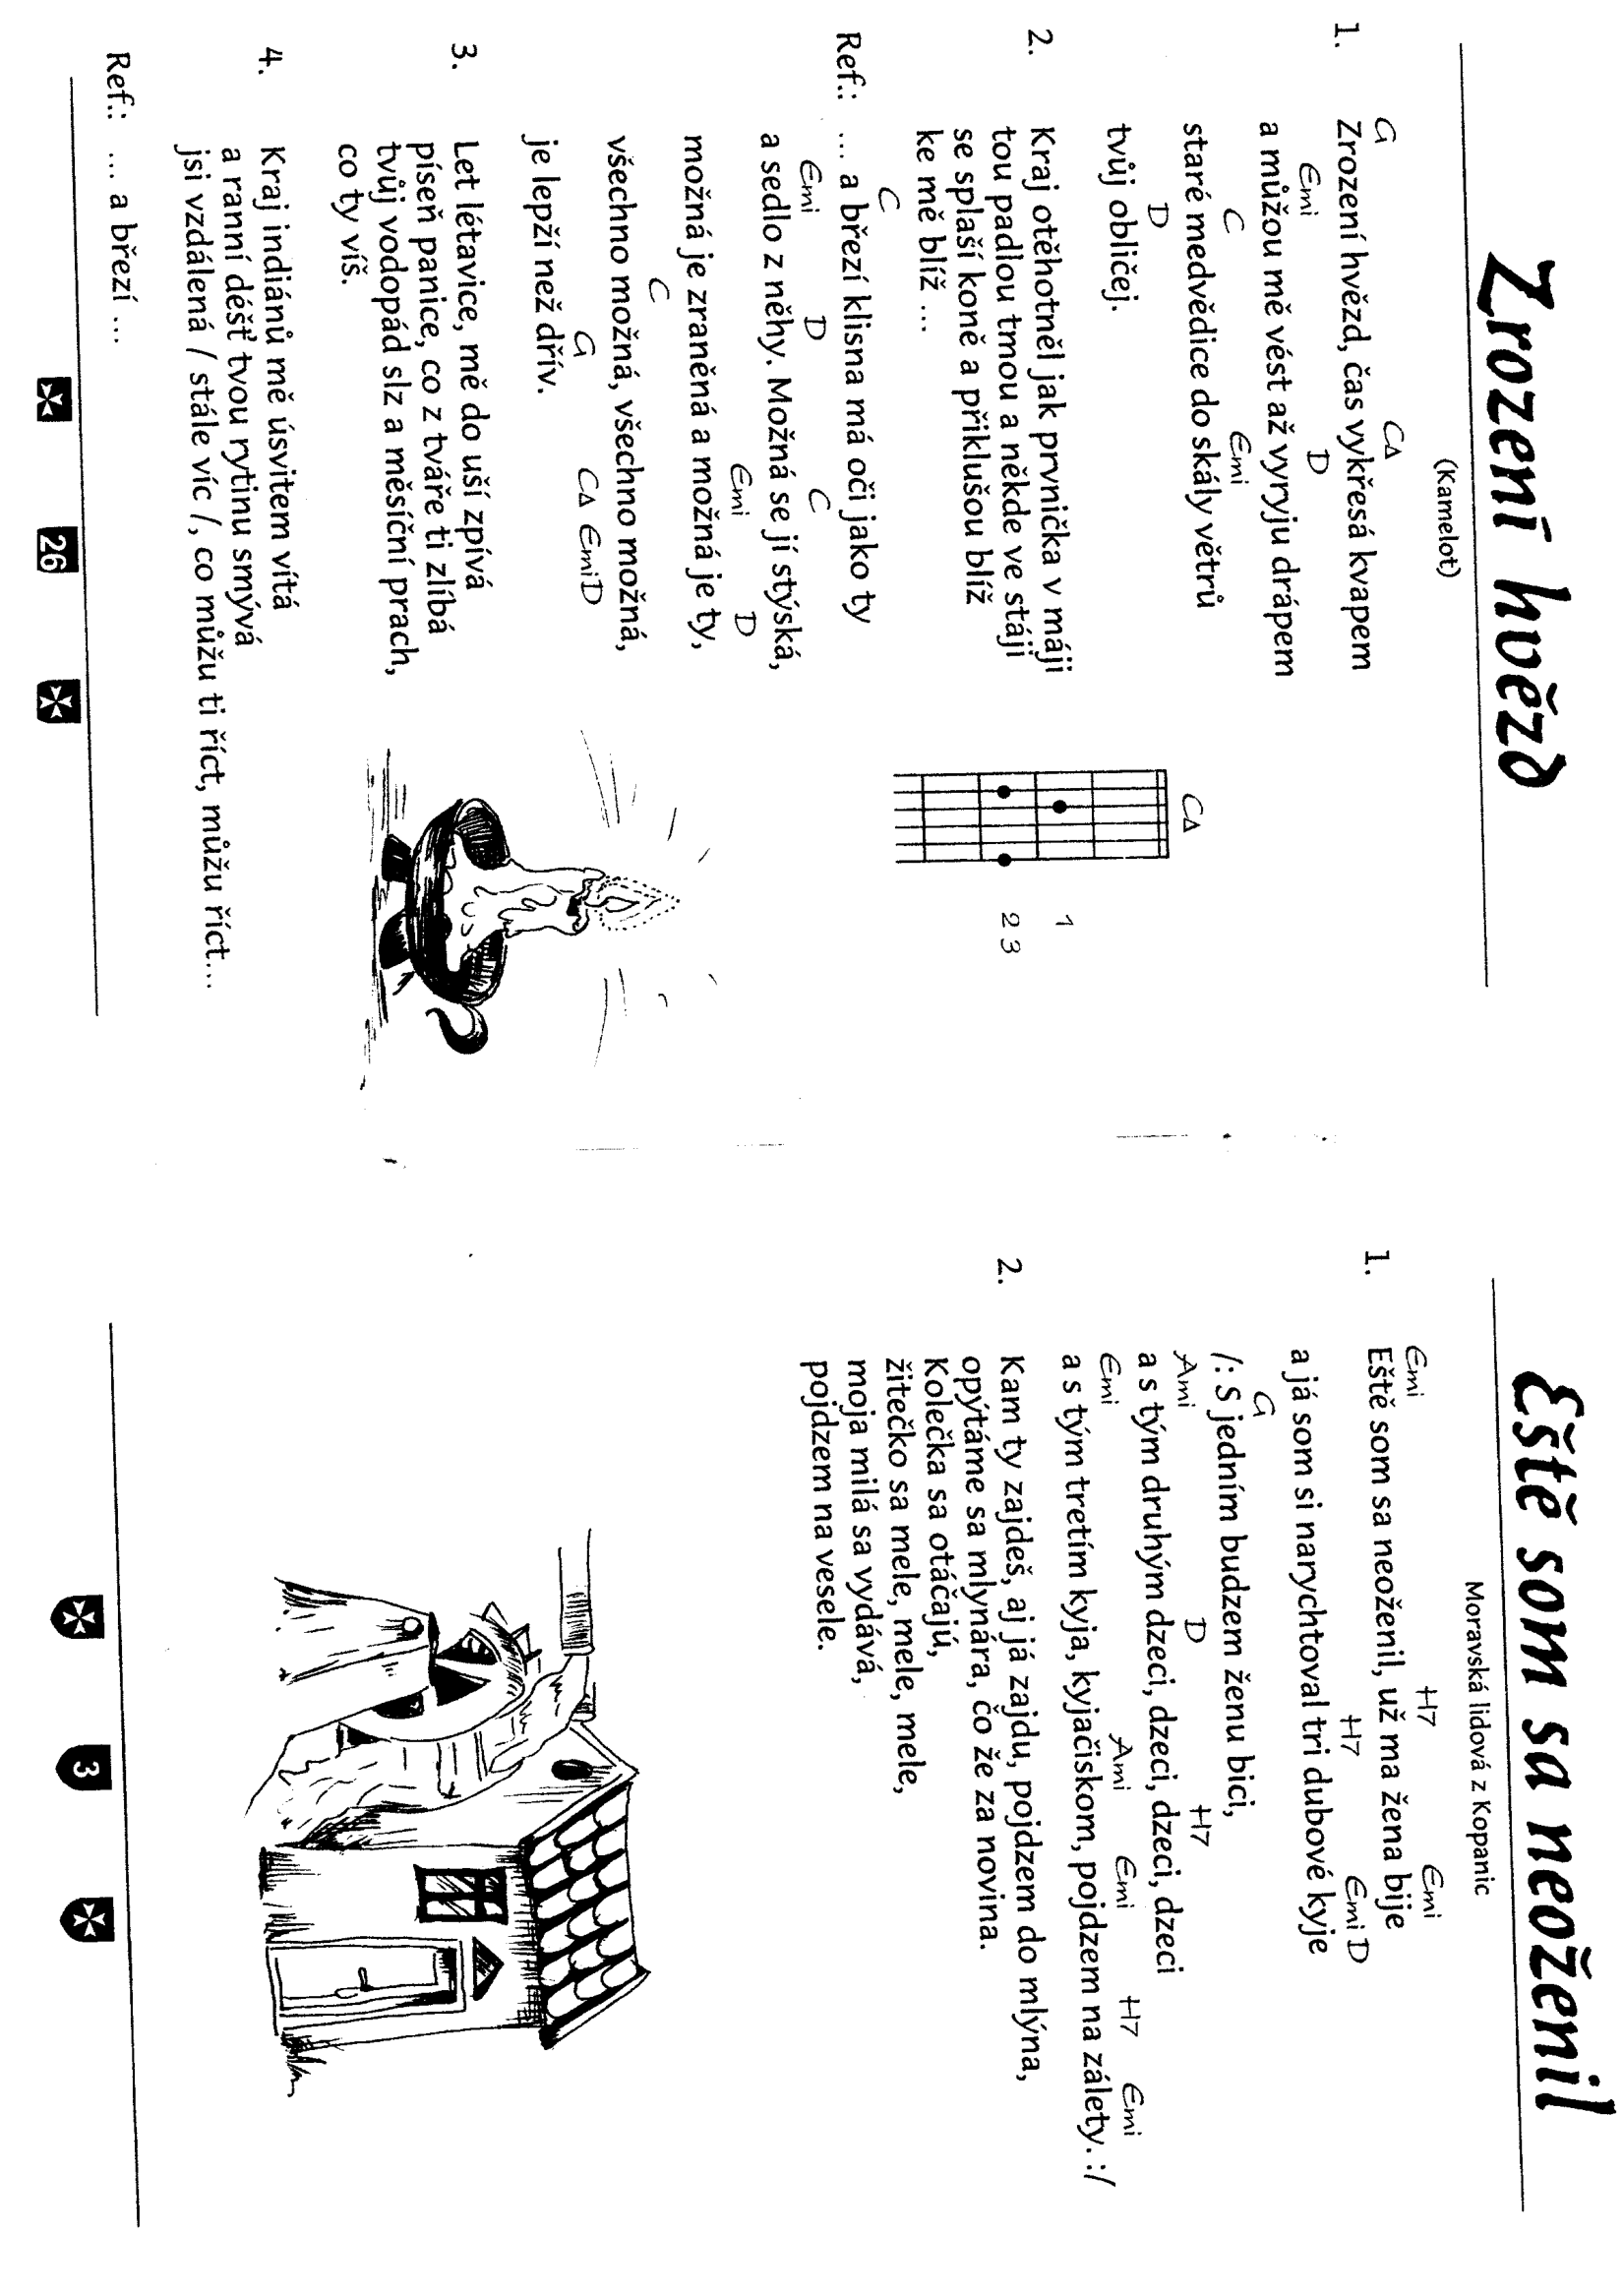 Zrození hvězd
(Kamelot)
G C∆
1. Zrození hvězd, čas vykřesá kvapem
Emi D
a můžou mě vést až vyryju drápem
C Emi
staré medvědice do skály větrů
D
tvůj obličej.
2. Kraj otěhotněl jak prvnička v máji
tou padlou tmou a někde ve stáji
se splaší koně a přiklušou blíž
ke mě blíž ...
C
Ref.: ... a březí klisna má oči jako ty
Emi D C
a sedlo z něhy. Možná se jí stýská,
Emi D
možná je zraněná a možná je ty,
C
všechno možná, všechno možná,
G C∆ Emi D
je lepší než dřív.
3. Let létavice, mě do uší zpívá
píseň panice, co z tváře ti zlíbá
tvůj vodopád slz a měsíční prach,
co ty víš.
4. Kraj indiánů mě úsvitem vítá
a ranní déšť tvou rytinu smývá
jsi vzdálená / stále víc /, co můžu ti říct, můžu říct...
Ref.: ... a březí ...
C∆
1
2 3
26
Eště som sa neoženil
Moravská lidová z Kopanic
Emi H7 Emi
1. Eště som sa neoženil, už ma žena bije
H7 Emi D
a já som si narychtoval tri dubové kyje
G
/: S jedním budzem ženu bici,
Ami D H7
a s tým druhým dzeci, dzeci, dzeci, dzeci
Emi Ami Emi H7 Emi
a s tým tretím kyja, kyjačiskom, pojdzem na zálety. :/
2. Kam ty zajdeš, aj já zajdu, pojdzem do mlýna,
opýtáme sa mlynára, čo že za novina.
Kolečka sa otáčajú,
žitečko sa mele, mele, mele,
moja milá sa vydává,
pojdzem na vesele.
3